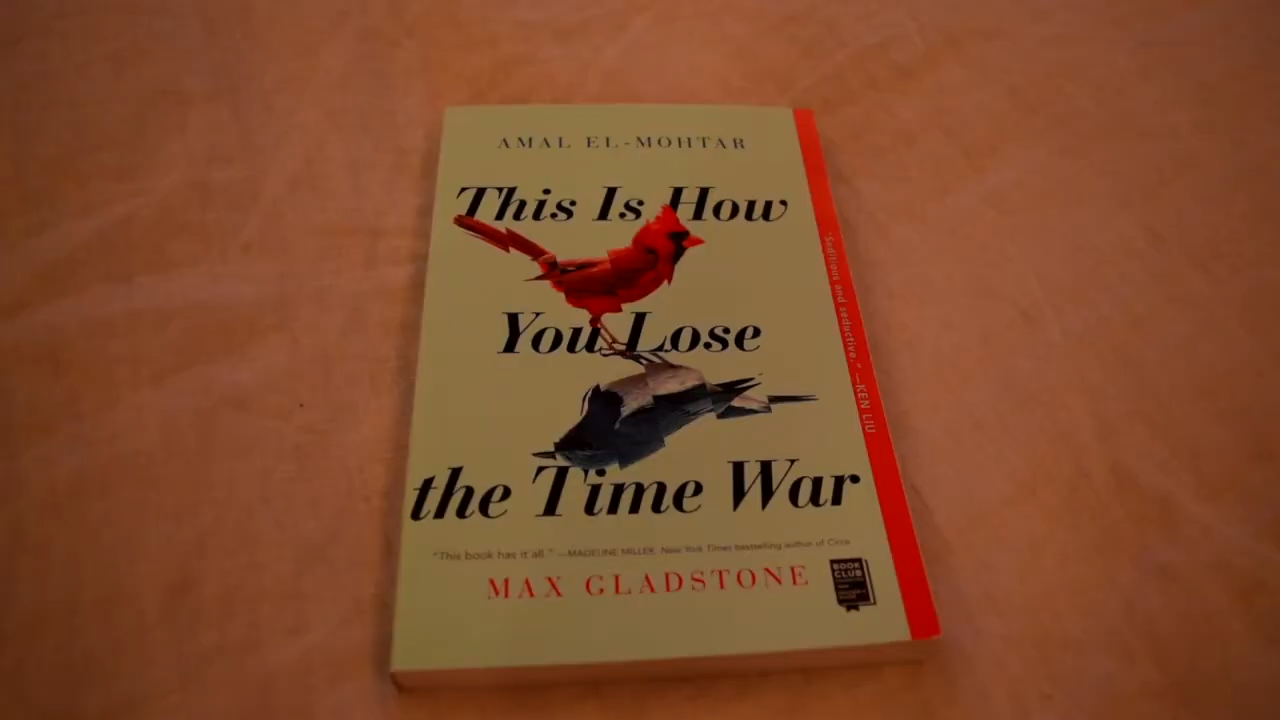 AMAL EL-MOHTAR
This Is How
You Lose
the Time War
"This book has it all." —MADELINE MILLER, New York Times bestselling author of Circe
MAX GLADSTONE
BOOK
CLUB
"Seditious and seductive." —KEN LIU